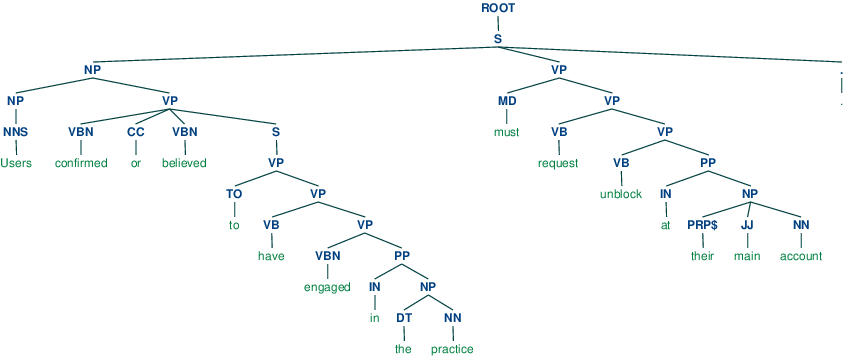 ROOT
S
NP VP .
NP VP MD VP .
NNS VBN CC VBN S must VB VP
Users confirmed or believed VP request VB PP
TO VP unblock IN NP
to VB VP at PRP$ JJ NN
have VBN PP their main account
engaged IN NP
in DT NN
the practice